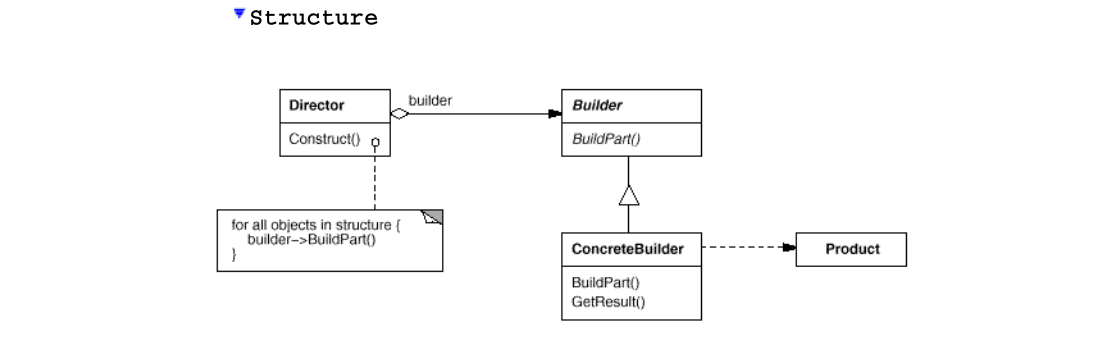 Structure
Director
builder
Builder
Construct()
BuildPart()
for all objects in structure {
builder->BuildPart()
}
ConcreteBuilder
Product
BuildPart()
GetResult()